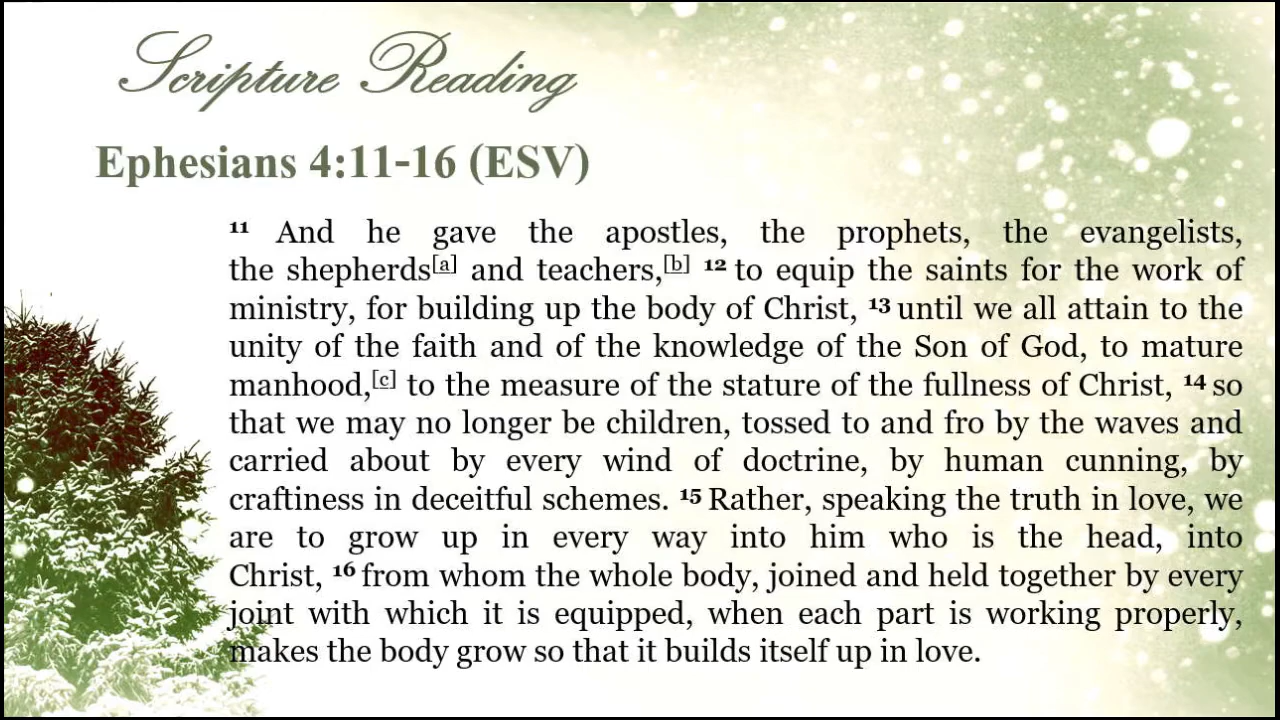 Scripture Reading
Ephesians 4:11-16 (ESV)
11 And he gave the apostles, the prophets, the evangelists,
the shepherds[a] and teachers,[b] 12 to equip the saints for the work of
ministry, for building up the body of Christ, 13 until we all attain to the
unity of the faith and of the knowledge of the Son of God, to mature
manhood,[c] to the measure of the stature of the fullness of Christ, 14 so
that we may no longer be children, tossed to and fro by the waves and
carried about by every wind of doctrine, by human cunning, by
craftiness in deceitful schemes. 15 Rather, speaking the truth in love, we
are to grow up in every way into him who is the head, into
Christ, 16 from whom the whole body, joined and held together by every
joint with which it is equipped, when each part is working properly,
makes the body grow so that it builds itself up in love.